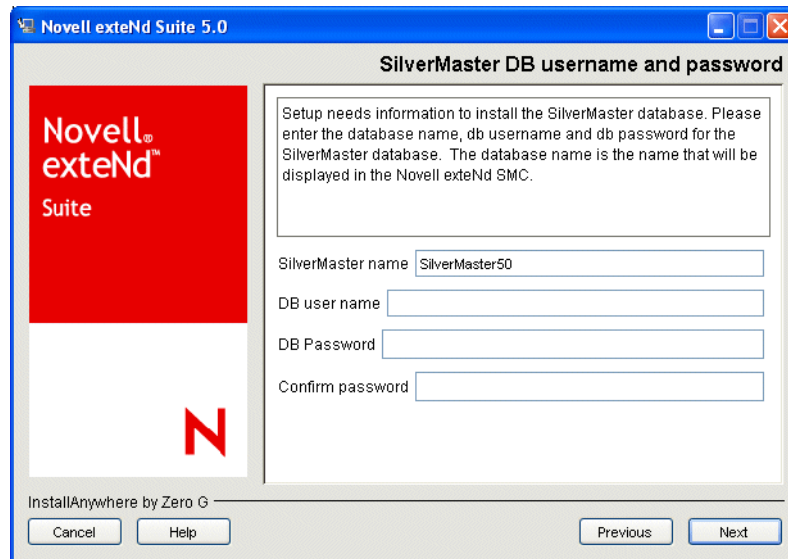 Novell exteNd Suite 5.0
SilverMaster DB username and password
Novell®
exteNd™
Suite
Setup needs information to install the SilverMaster database. Please
enter the database name, db username and db password for the
SilverMaster database. The database name is the name that will be
displayed in the Novell exteNd SMC.
SilverMaster name SilverMaster50
DB user name
DB Password
Confirm password
N
InstallAnywhere by Zero G
Cancel Help Previous Next